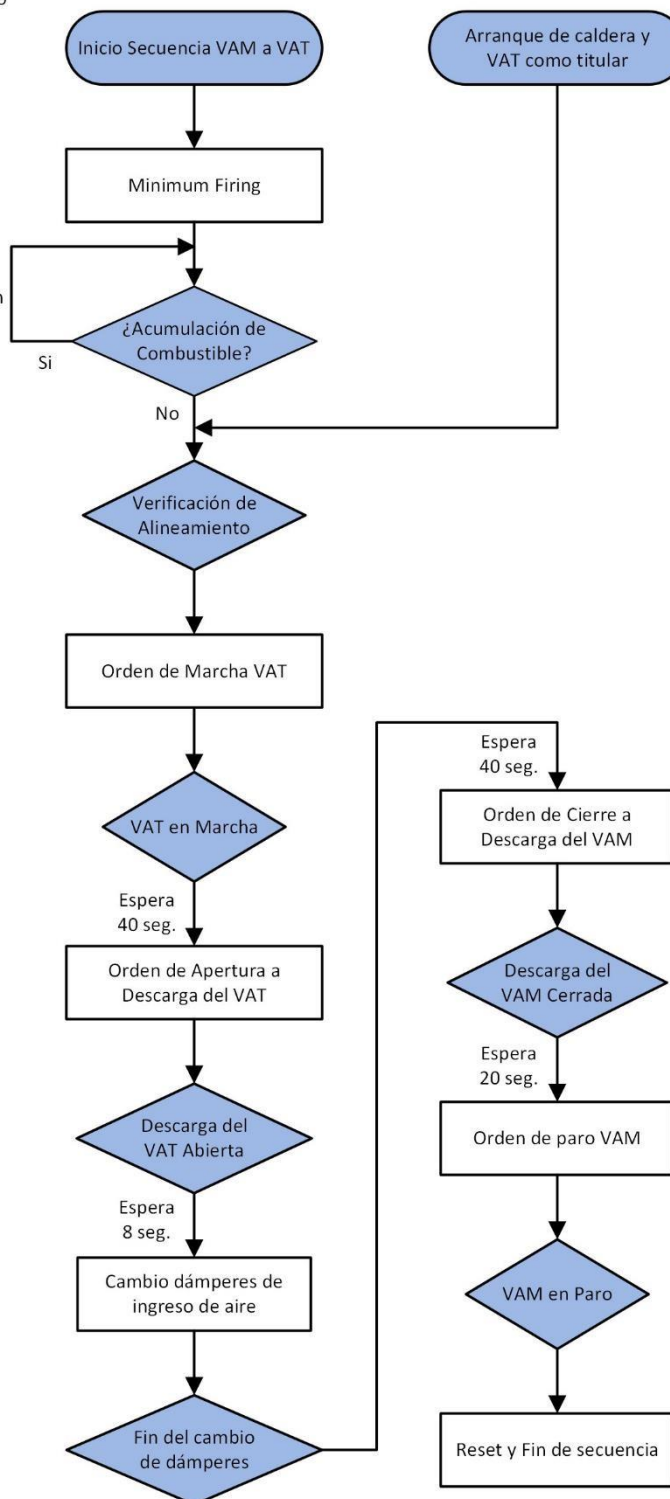 Inicio Secuencia VAM a VAT
Minimum Firing
¿Acumulación de
Combustible?
Si
No
Verificación de
Alineamiento
Orden de Marcha VAT
VAT en Marcha
Espera
40 seg.
Orden de Apertura a
Descarga del VAT
Descarga del
VAT Abierta
Espera
8 seg.
Cambio dámperes de
ingreso de aire
Fin del cambio
de dámperes
Arranque de caldera y
VAT como titular
Espera
40 seg.
Orden de Cierre a
Descarga del VAM
Descarga del
VAM Cerrada
Espera
20 seg.
Orden de paro VAM
VAM en Paro
Reset y Fin de secuencia